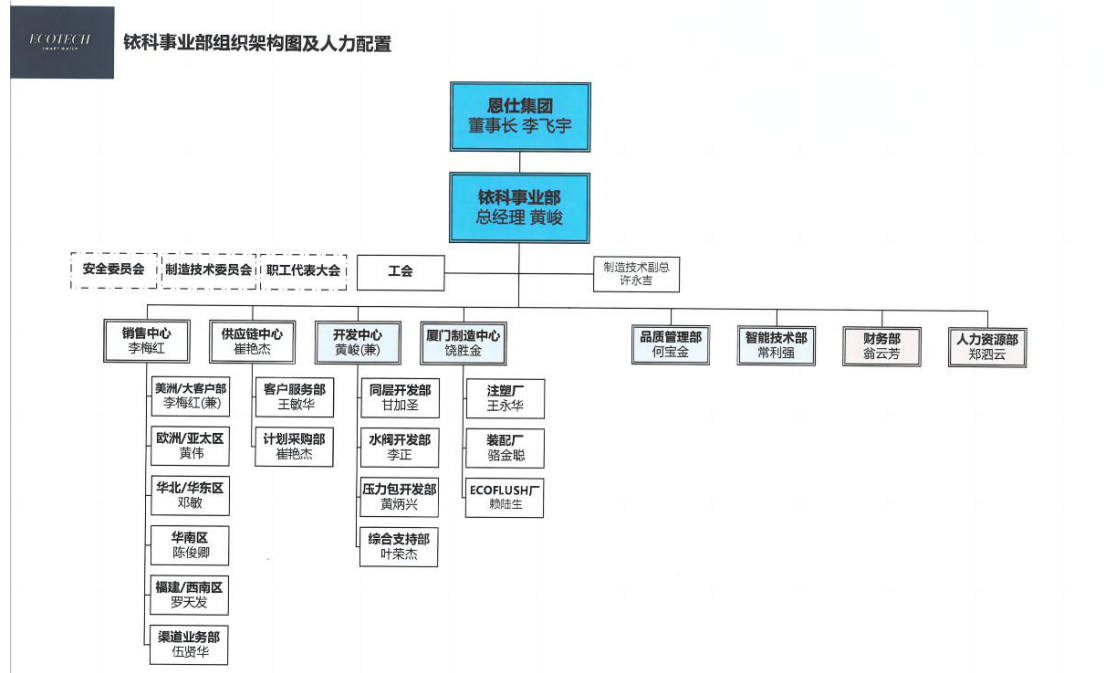 ECOTECH
SMART WATER
铱科事业部组织架构图及人力配置
恩仕集团
董事长 李飞宇
铱科事业部
总经理 黄峻
安全委员会
制造技术委员会
职工代表大会
工会
制造技术副总
许永吉
销售中心
李梅红
供应链中心
崔艳杰
开发中心
黄峻(兼)
厦门制造中心
饶胜金
品质管理部
何宝金
智能技术部
常利强
财务部
翁云芳
人力资源部
郑泗云
美洲/大客户部
李梅红(兼)
欧洲/亚太区
黄伟
华北/华东区
邓敏
华南区
陈俊卿
福建/西南区
罗天发
渠道业务部
伍贤华
客户服务部
王敏华
计划采购部
崔艳杰
同层开发部
甘加圣
水阀开发部
李正
压力包开发部
黄炳兴
综合支持部
叶荣杰
注塑厂
王永华
装配厂
骆金聪
ECOFLUSH厂
赖陆生